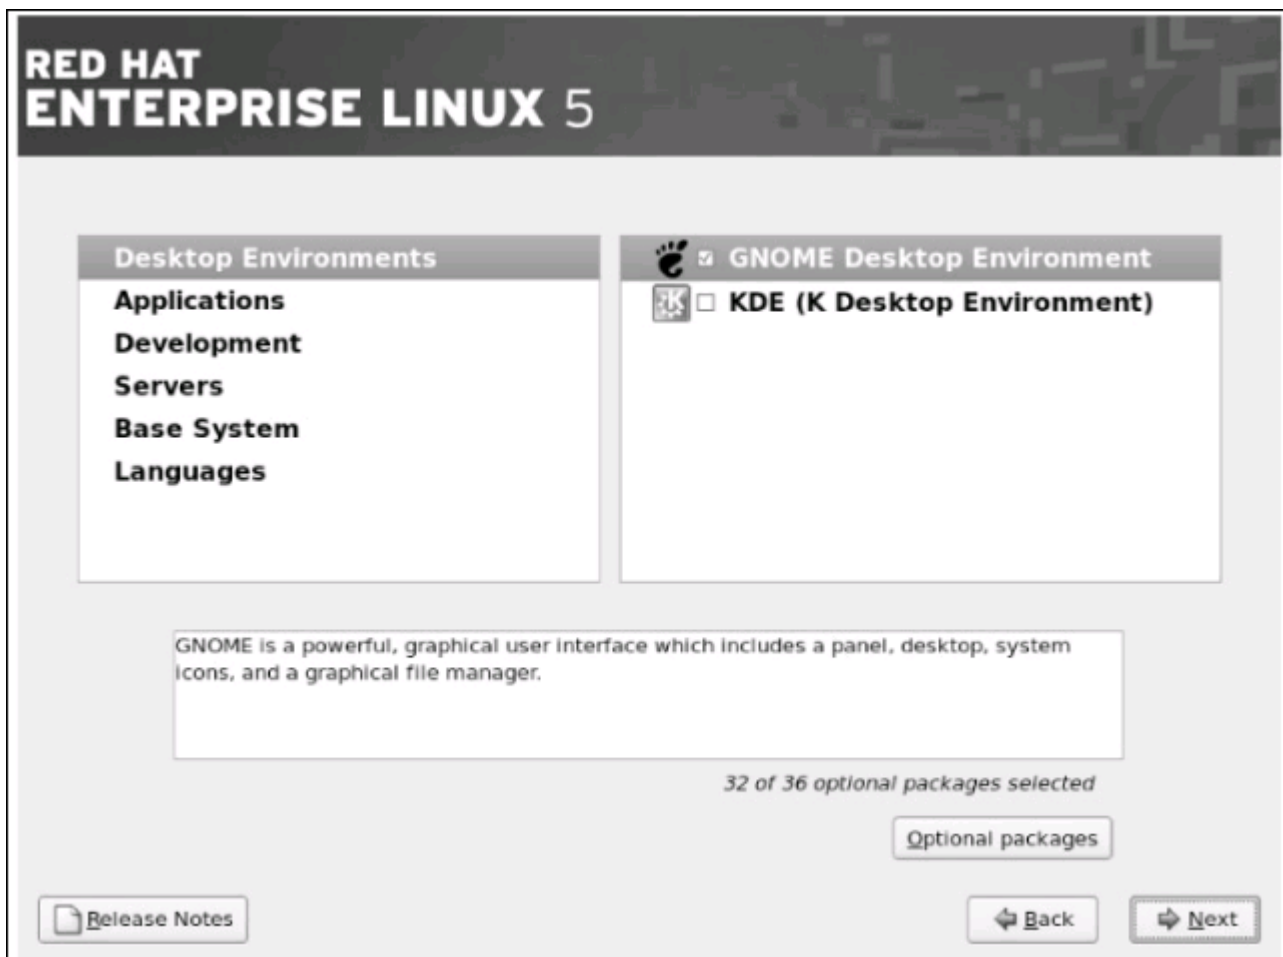 RED HAT
ENTERPRISE LINUX 5
Desktop Environments
Applications
Development
Servers
Base System
Languages
GNOME Desktop Environment
KDE (K Desktop Environment)
GNOME is a powerful, graphical user interface which includes a panel, desktop, system
icons, and a graphical file manager.
32 of 36 optional packages selected
Optional packages
Release Notes
Back
Next